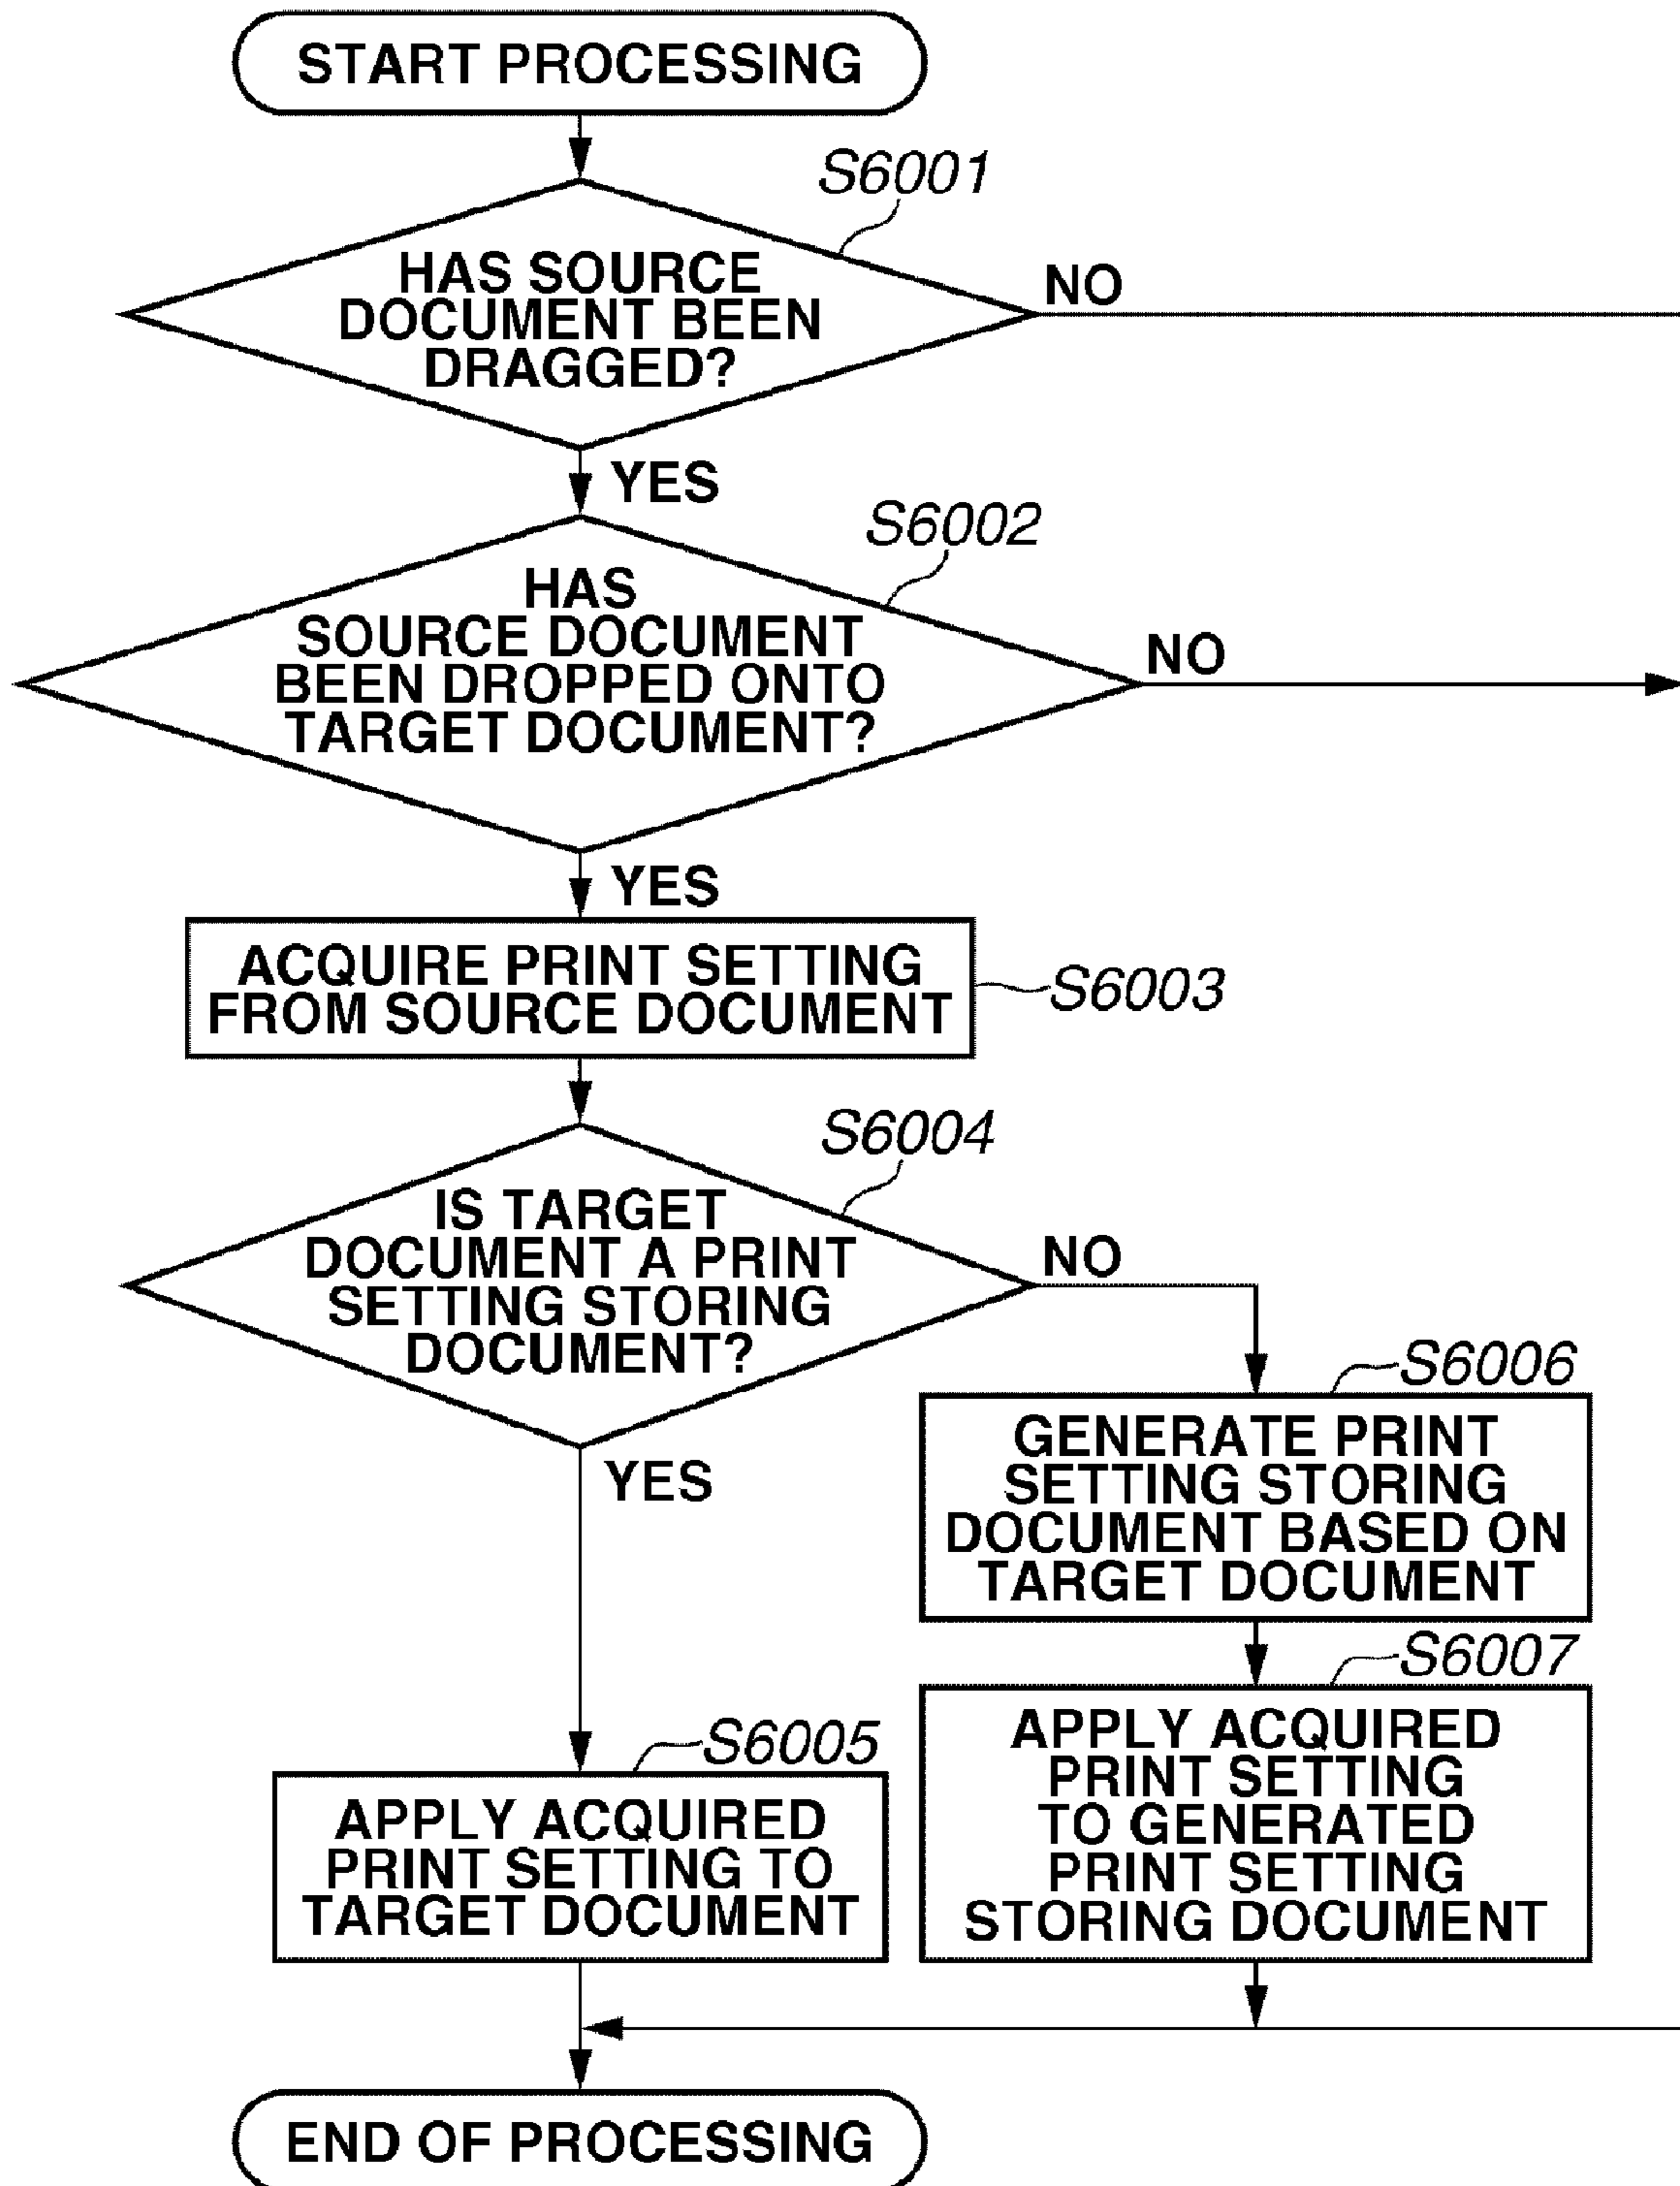 START PROCESSING
S6001
HAS SOURCE
DOCUMENT BEEN
DRAGGED?
NO
YES
S6002
HAS
SOURCE DOCUMENT
BEEN DROPPED ONTO
TARGET DOCUMENT?
NO
YES
ACQUIRE PRINT SETTING
FROM SOURCE DOCUMENT
S6003
S6004
IS TARGET
DOCUMENT A PRINT
SETTING STORING
DOCUMENT?
NO
YES
S6006
GENERATE PRINT
SETTING STORING
DOCUMENT BASED ON
TARGET DOCUMENT
S6007
APPLY ACQUIRED
PRINT SETTING
TO GENERATED
PRINT SETTING
STORING DOCUMENT
S6005
APPLY ACQUIRED
PRINT SETTING TO
TARGET DOCUMENT
END OF PROCESSING